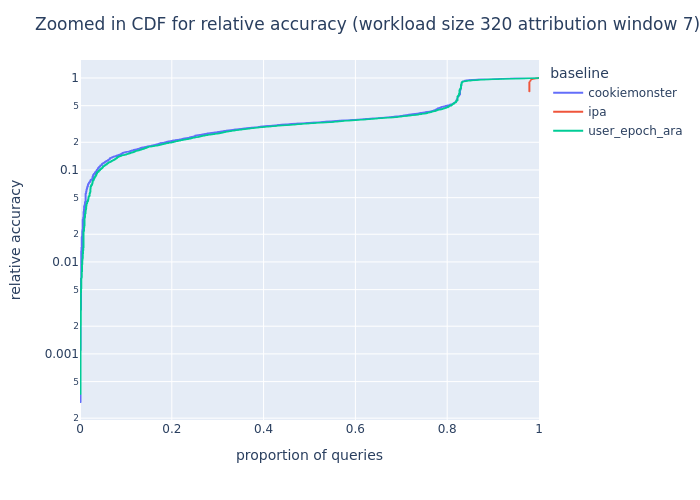 Zoomed in CDF for relative accuracy (workload size 320 attribution window 7)
baseline
cookiemonster
ipa
user_epoch_ara
relative accuracy
1
5
2
0.1
5
2
0.01
5
2
0.001
5
2
0
0.2
0.4
0.6
0.8
1
proportion of queries